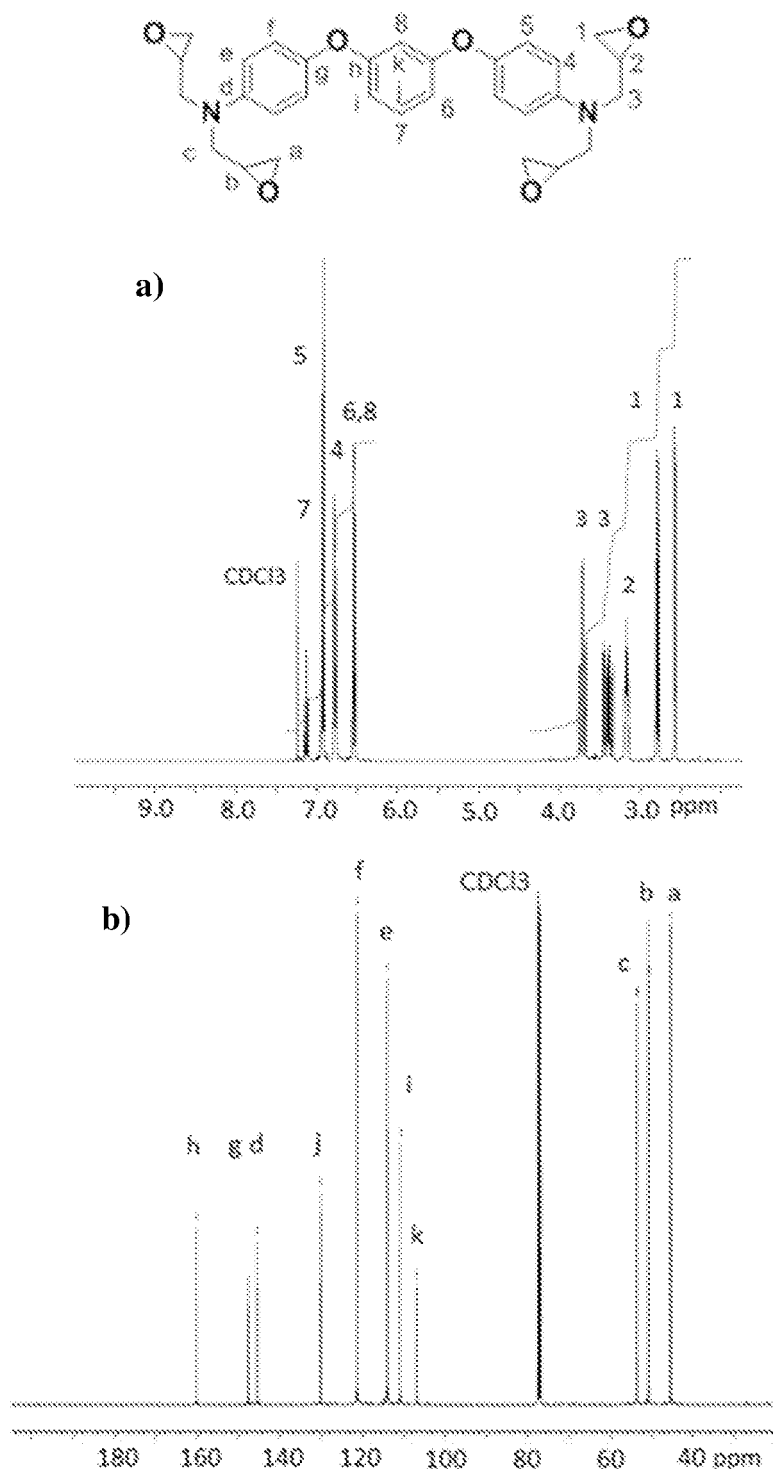 O f O 8 O 5 1 O
e g h k 4 2
d i 7 6 3
N N
c a
b O O
a)
5
6,8 1 1
4
7 3 3
CDCl3 2
9.0 8.0 7.0 6.0 5.0 4.0 3.0 ppm
f CDCl3 b a
b) e
c
i
h g d j
k
180 160 140 120 100 80 60 40 ppm